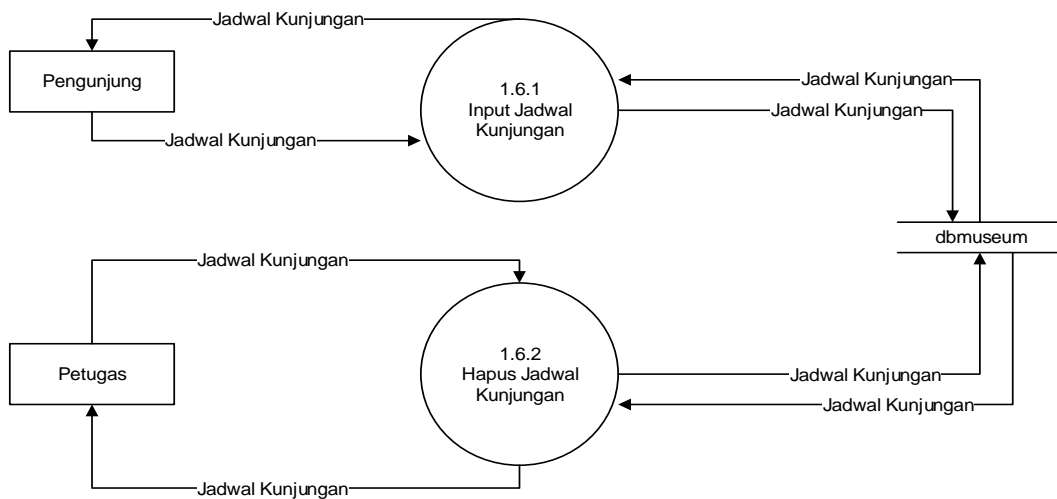 Jadwal Kunjungan
Pengunjung
1.6.1
Input Jadwal
Kunjungan
Jadwal Kunjungan
Jadwal Kunjungan
Jadwal Kunjungan
dbmuseum
Jadwal Kunjungan
Petugas
1.6.2
Hapus Jadwal
Kunjungan
Jadwal Kunjungan
Jadwal Kunjungan
Jadwal Kunjungan